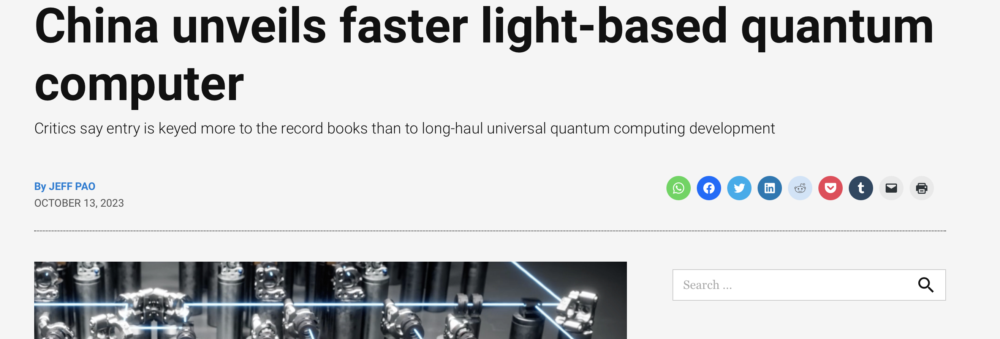 China unveils faster light-based quantum
computer
Critics say entry is keyed more to the record books than to long-haul universal quantum computing development
By JEFF PAO
OCTOBER 13, 2023
Search ...